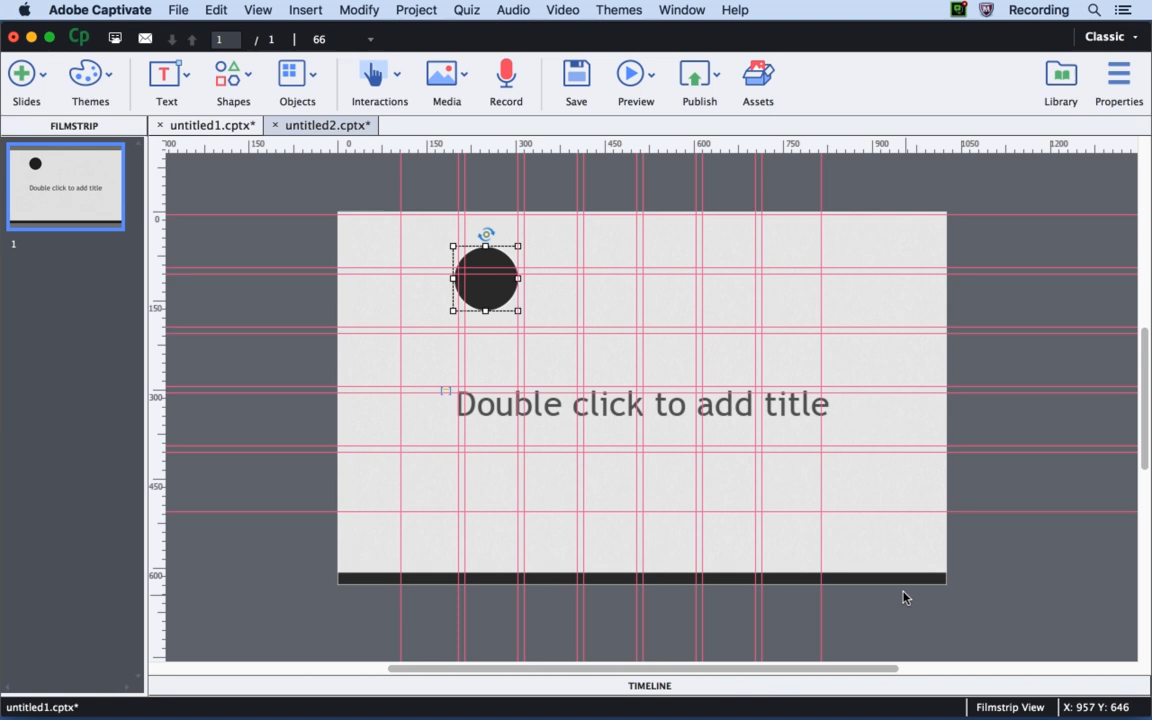 Adobe Captivate File Edit View Insert Modify Project Quiz Audio Video Themes Window Help Recording
Cp 1 / 1 66 Classic
Slides Themes Text Shapes Objects Interactions Media Record Save Preview Publish Assets Library Properties
FILMSTRIP × untitled1.cptx* × untitled2.cptx*
150 0 150 300 450 600 750 900 1050 1200
0
Double click to add title
1
150
300
Double click to add title
450
600
TIMELINE
untitled1.cptx* Filmstrip View X: 957 Y: 646